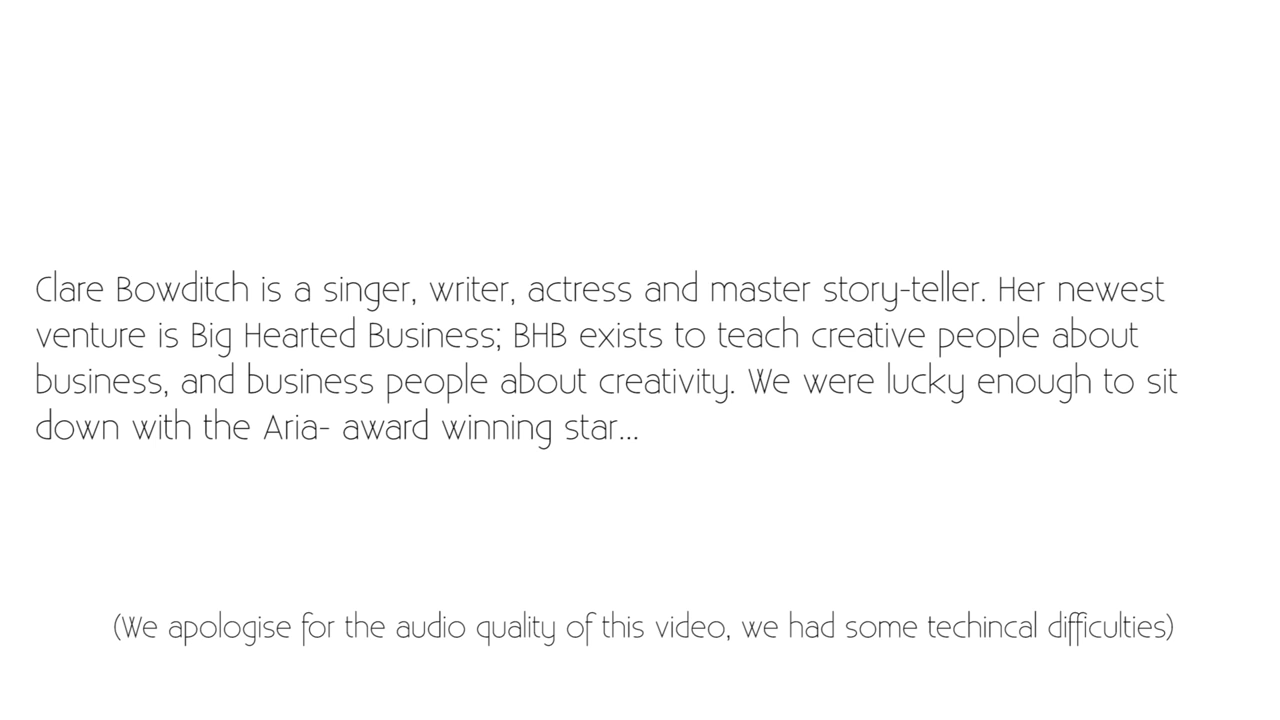 Clare Bowditch is a singer, writer, actress and master story-teller. Her newest
venture is Big Hearted Business; BHB exists to teach creative people about
business, and business people about creativity. We were lucky enough to sit
down with the Aria- award winning star...
(We apologise for the audio quality of this video, we had some techincal difficulties)